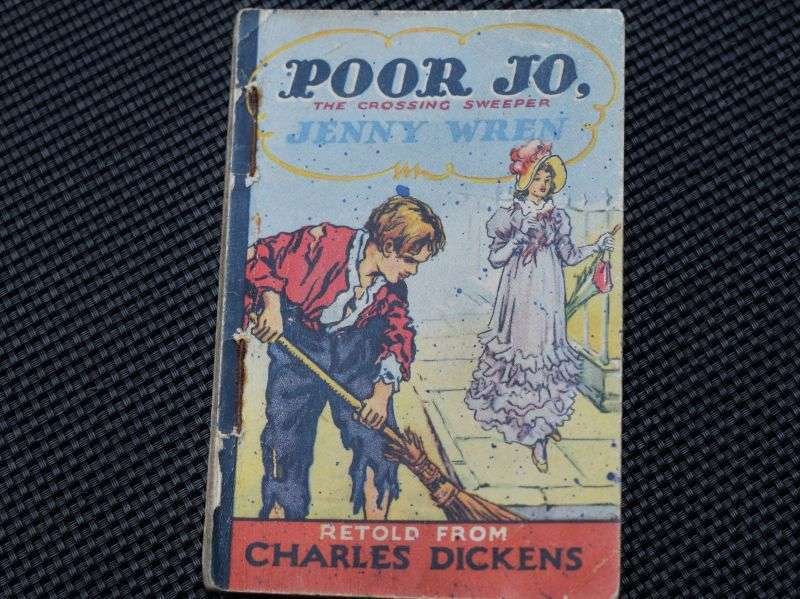 POOR JO,
THE CROSSING SWEEPER
JENNY WREN
RETOLD FROM
CHARLES DICKENS